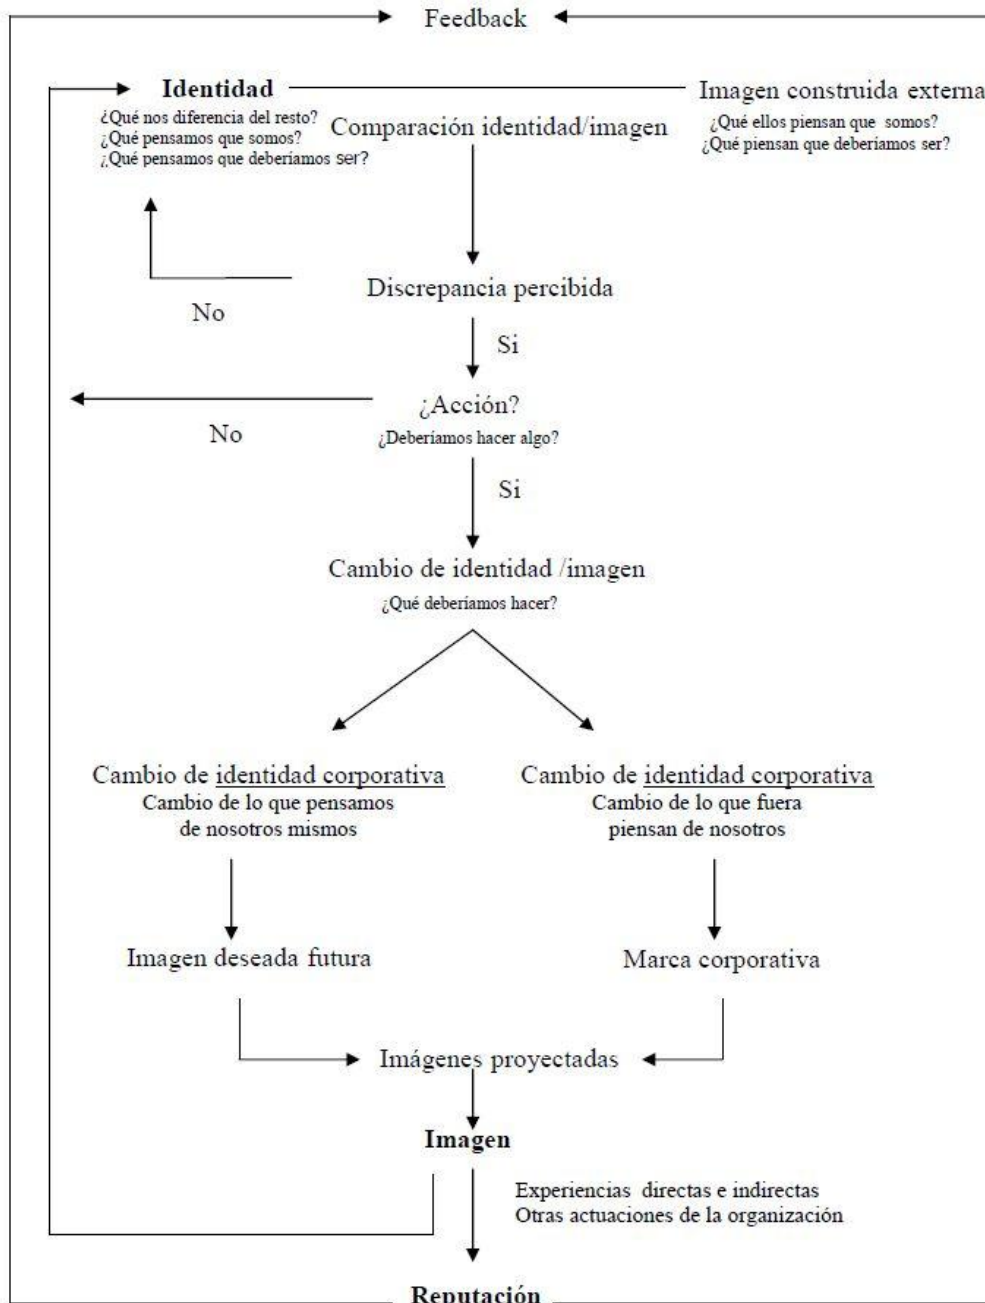 Feedback
Identidad
¿Qué nos diferencia del resto?
¿Qué pensamos que somos?
¿Qué pensamos que deberíamos ser?
Comparación identidad/imagen
Imagen construida externa
¿Qué ellos piensan que somos?
¿Qué piensan que deberíamos ser?
Discrepancia percibida
No
Si
¿Acción?
¿Deberíamos hacer algo?
No
Si
Cambio de identidad /imagen
¿Qué deberíamos hacer?
Cambio de identidad corporativa
Cambio de lo que pensamos
de nosotros mismos
Cambio de identidad corporativa
Cambio de lo que fuera
piensan de nosotros
Imagen deseada futura
Marca corporativa
Imágenes proyectadas
Imagen
Experiencias directas e indirectas
Otras actuaciones de la organización
Reputación